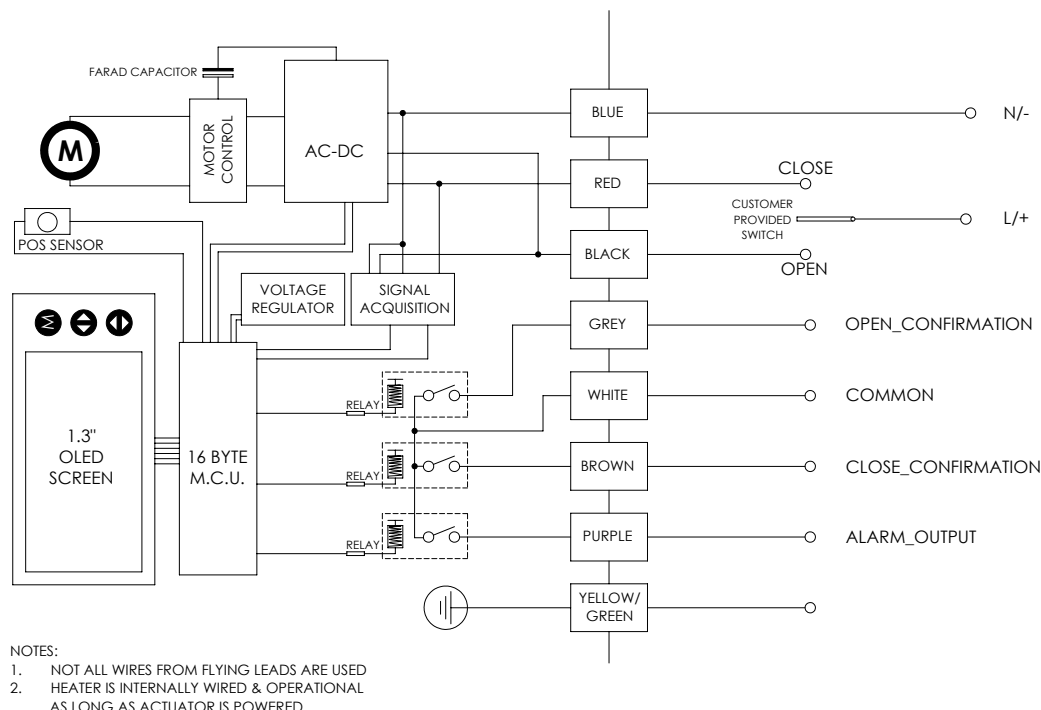 FARAD CAPACITOR
M
MOTOR
CONTROL
AC-DC
POS SENSOR
VOLTAGE
REGULATOR
SIGNAL
ACQUISITION
M
1.3"
OLED
SCREEN
16 BYTE
M.C.U.
RELAY
RELAY
RELAY
BLUE
RED
BLACK
GREY
WHITE
BROWN
PURPLE
YELLOW/
GREEN
N/-
CLOSE
CUSTOMER
PROVIDED
SWITCH
L/+
OPEN
OPEN_CONFIRMATION
COMMON
CLOSE_CONFIRMATION
ALARM_OUTPUT
NOTES:
1. NOT ALL WIRES FROM FLYING LEADS ARE USED
2. HEATER IS INTERNALLY WIRED & OPERATIONAL
AS LONG AS ACTUATOR IS POWERED